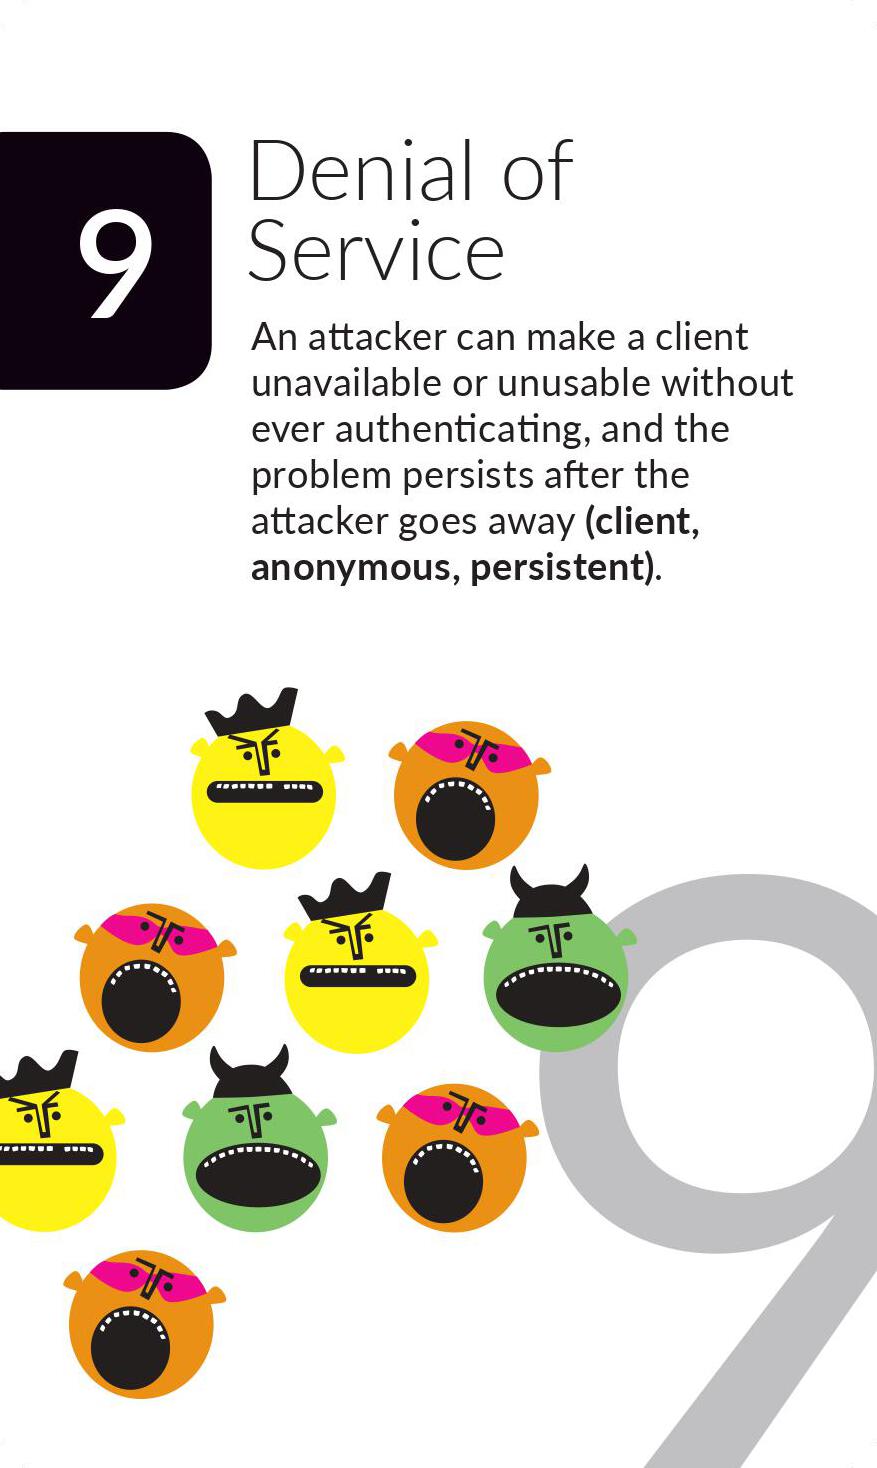 9
Denial of
Service
An attacker can make a client
unavailable or unusable without
ever authenticating, and the
problem persists after the
attacker goes away (client,
anonymous, persistent).
9